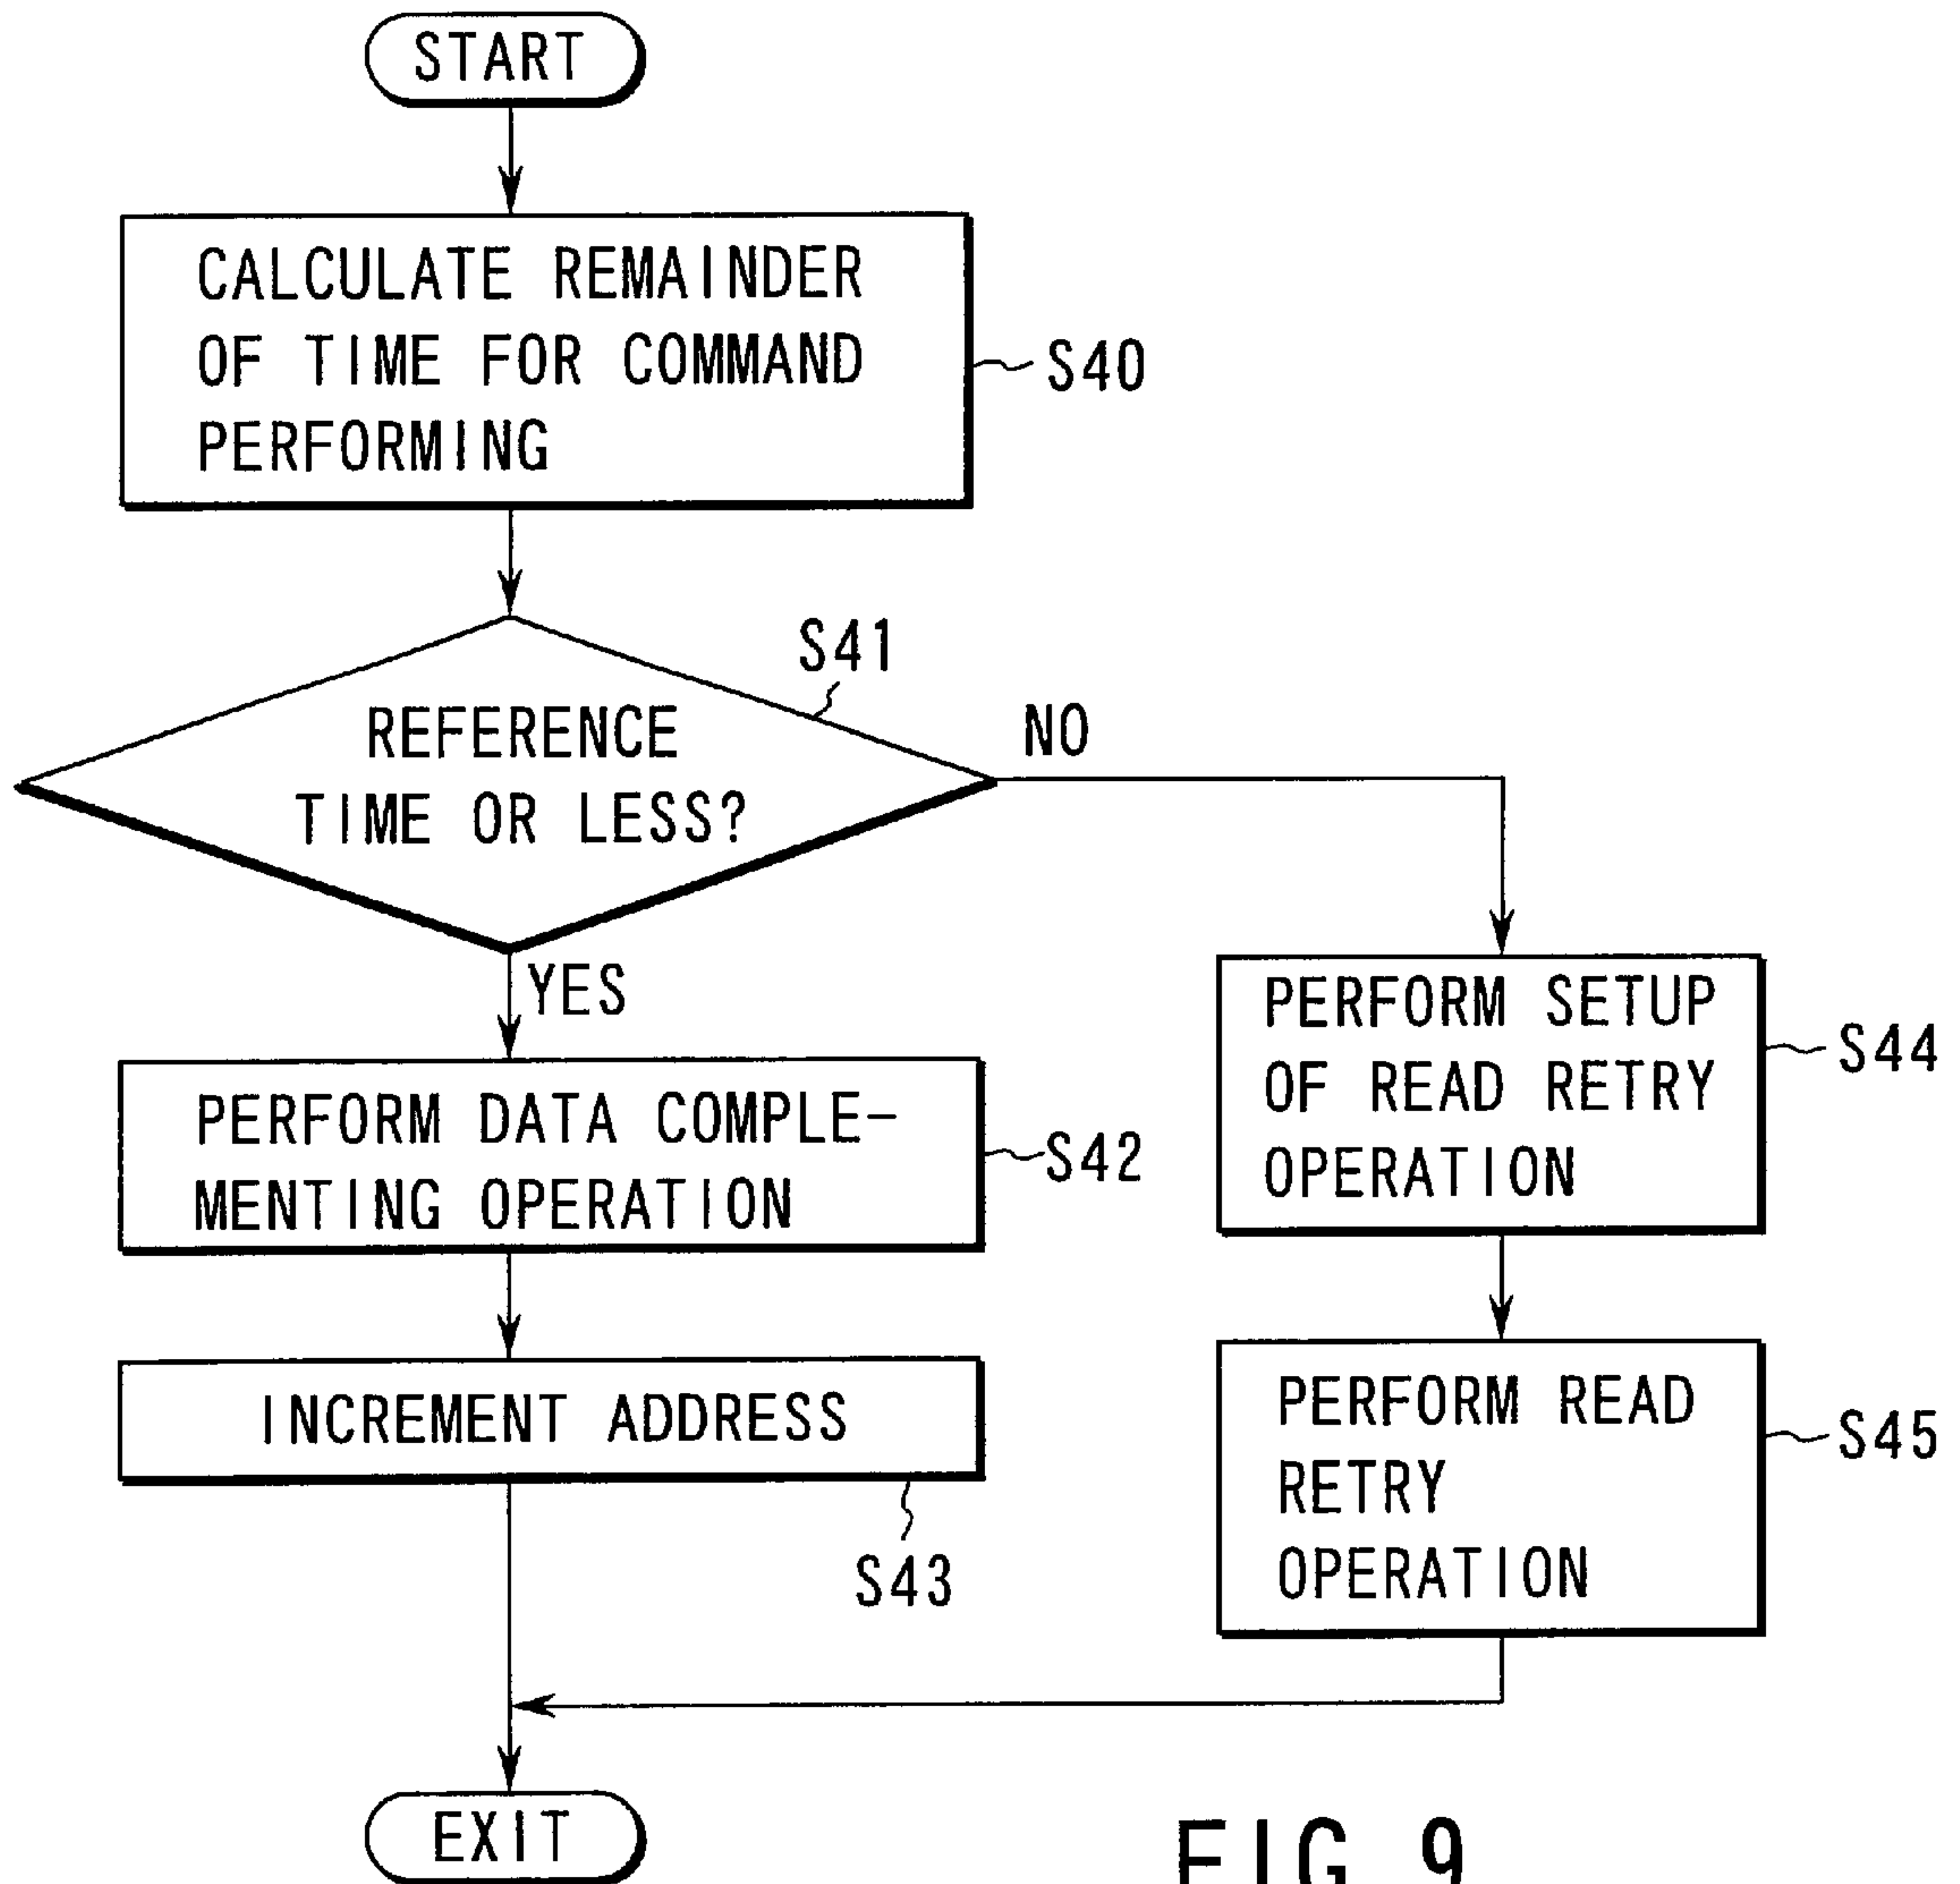 START
CALCULATE REMAINDER
OF TIME FOR COMMAND
PERFORMING
S40
S41
REFERENCE
TIME OR LESS?
NO
YES
PERFORM DATA COMPLE-
MENTING OPERATION
S42
INCREMENT ADDRESS
S43
PERFORM SETUP
OF READ RETRY
OPERATION
S44
PERFORM READ
RETRY
OPERATION
S45
EXIT
FIG 9